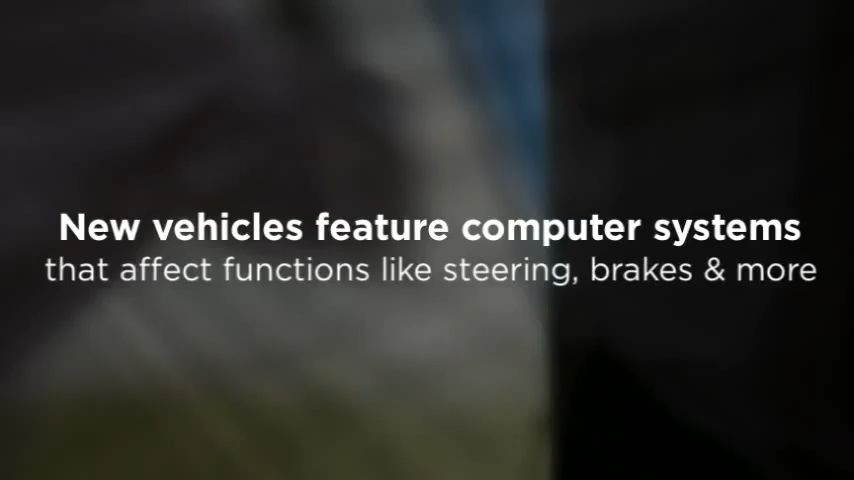 New vehicles feature computer systems
that affect functions like steering, brakes & more